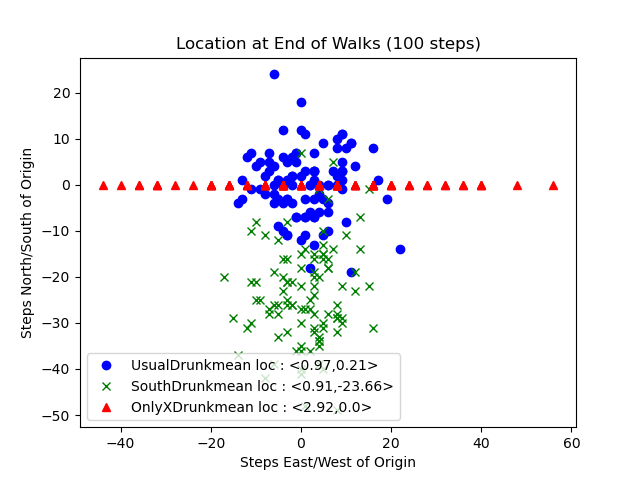 Location at End of Walks (100 steps)
Steps North/South of Origin
20
10
0
−10
−20
−30
−40
−50
UsualDrunkmean loc : <0.97,0.21>
SouthDrunkmean loc : <0.91,-23.66>
OnlyXDrunkmean loc : <2.92,0.0>
−40
−20
0
20
40
60
Steps East/West of Origin